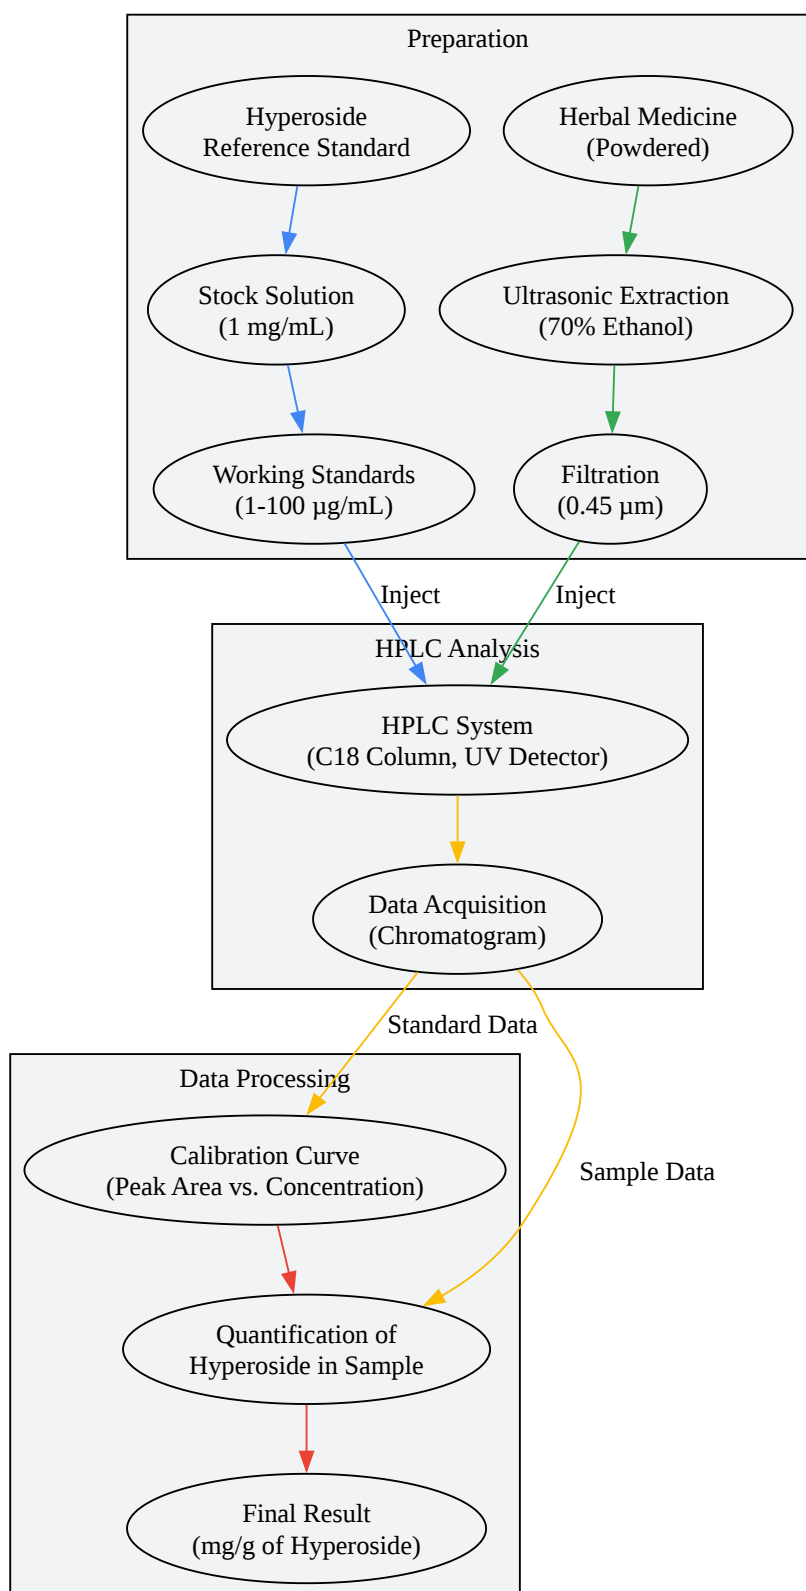 Preparation
Hyperoside
Reference Standard
Herbal Medicine
(Powdered)
Stock Solution
(1 mg/mL)
Ultrasonic Extraction
(70% Ethanol)
Working Standards
(1-100 µg/mL)
Filtration
(0.45 µm)
Inject
Inject
HPLC Analysis
HPLC System
(C18 Column, UV Detector)
Data Acquisition
(Chromatogram)
Standard Data
Data Processing
Calibration Curve
(Peak Area vs. Concentration)
Sample Data
Quantification of
Hyperoside in Sample
Final Result
(mg/g of Hyperoside)